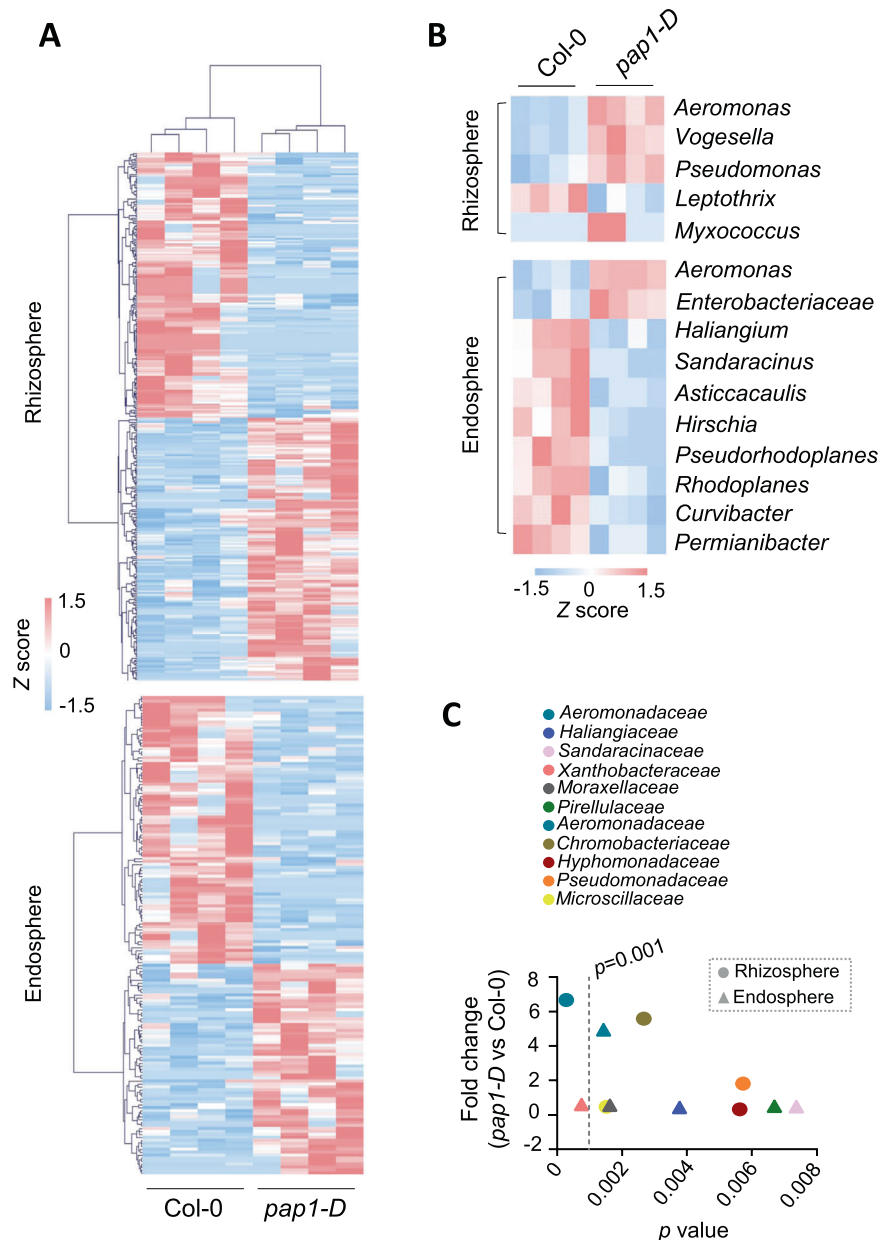 A
Rhizosphere
Z score
1.5
0
-1.5
Endosphere
Col-0
pap1-D
B
Col-0
pap1-D
Rhizosphere
Aeromonas
Vogesella
Pseudomonas
Leptothrix
Myxococcus
Endosphere
Aeromonas
Enterobacteriaceae
Haliangium
Sandaracinus
Asticcacaulis
Hirschia
Pseudorhodoplanes
Rhodoplanes
Curvibacter
Permianibacter
-1.5 0 1.5
Z score
C
Aeromonadaceae
Haliangiaceae
Sandaracinaceae
Xanthobacteraceae
Moraxellaceae
Pirellulaceae
Aeromonadaceae
Chromobacteriaceae
Hyphomonadaceae
Pseudomonadaceae
Microscillaceae
p=0.001
Rhizosphere
Endosphere
Fold change
(pap1-D vs Col-0)
8
6
4
2
0
-2
0 0.002 0.004 0.006 0.008
p value